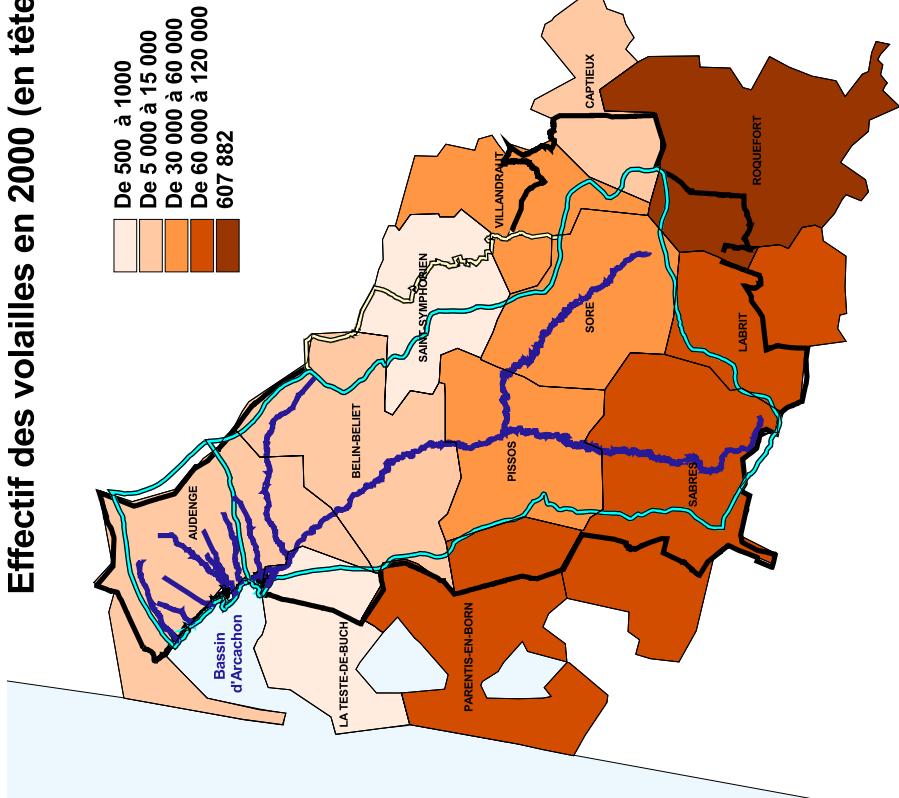 Effectif des volailles en 2000 (en tête
De 500 à 1000
De 5 000 à 15 000
De 30 000 à 60 000
De 60 000 à 120 000
607 882
CAPTIEUX
ROQUEFORT
VILLANDRAUT
SAINT-SYMPHORIEN
SORE
LABRIT
BELIN-BELIET
PISSOS
SABRES
AUDENGE
Bassin
d'Arcachon
LA TESTE-DE-BUCH
PARENTIS-EN-BORN